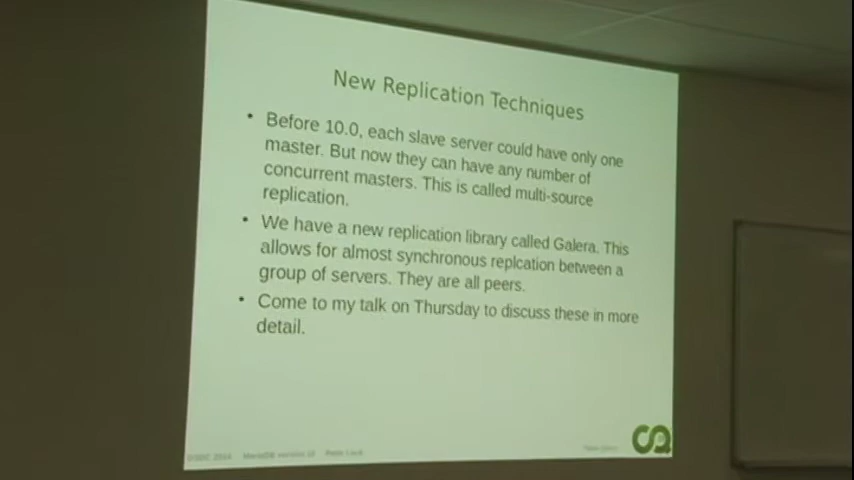 New Replication Techniques
• Before 10.0, each slave server could have only one
master. But now they can have any number of
concurrent masters. This is called multi-source
replication.
• We have a new replication library called Galera. This
allows for almost synchronous replcation between a
group of servers. They are all peers.
• Come to my talk on Thursday to discuss these in more
detail.